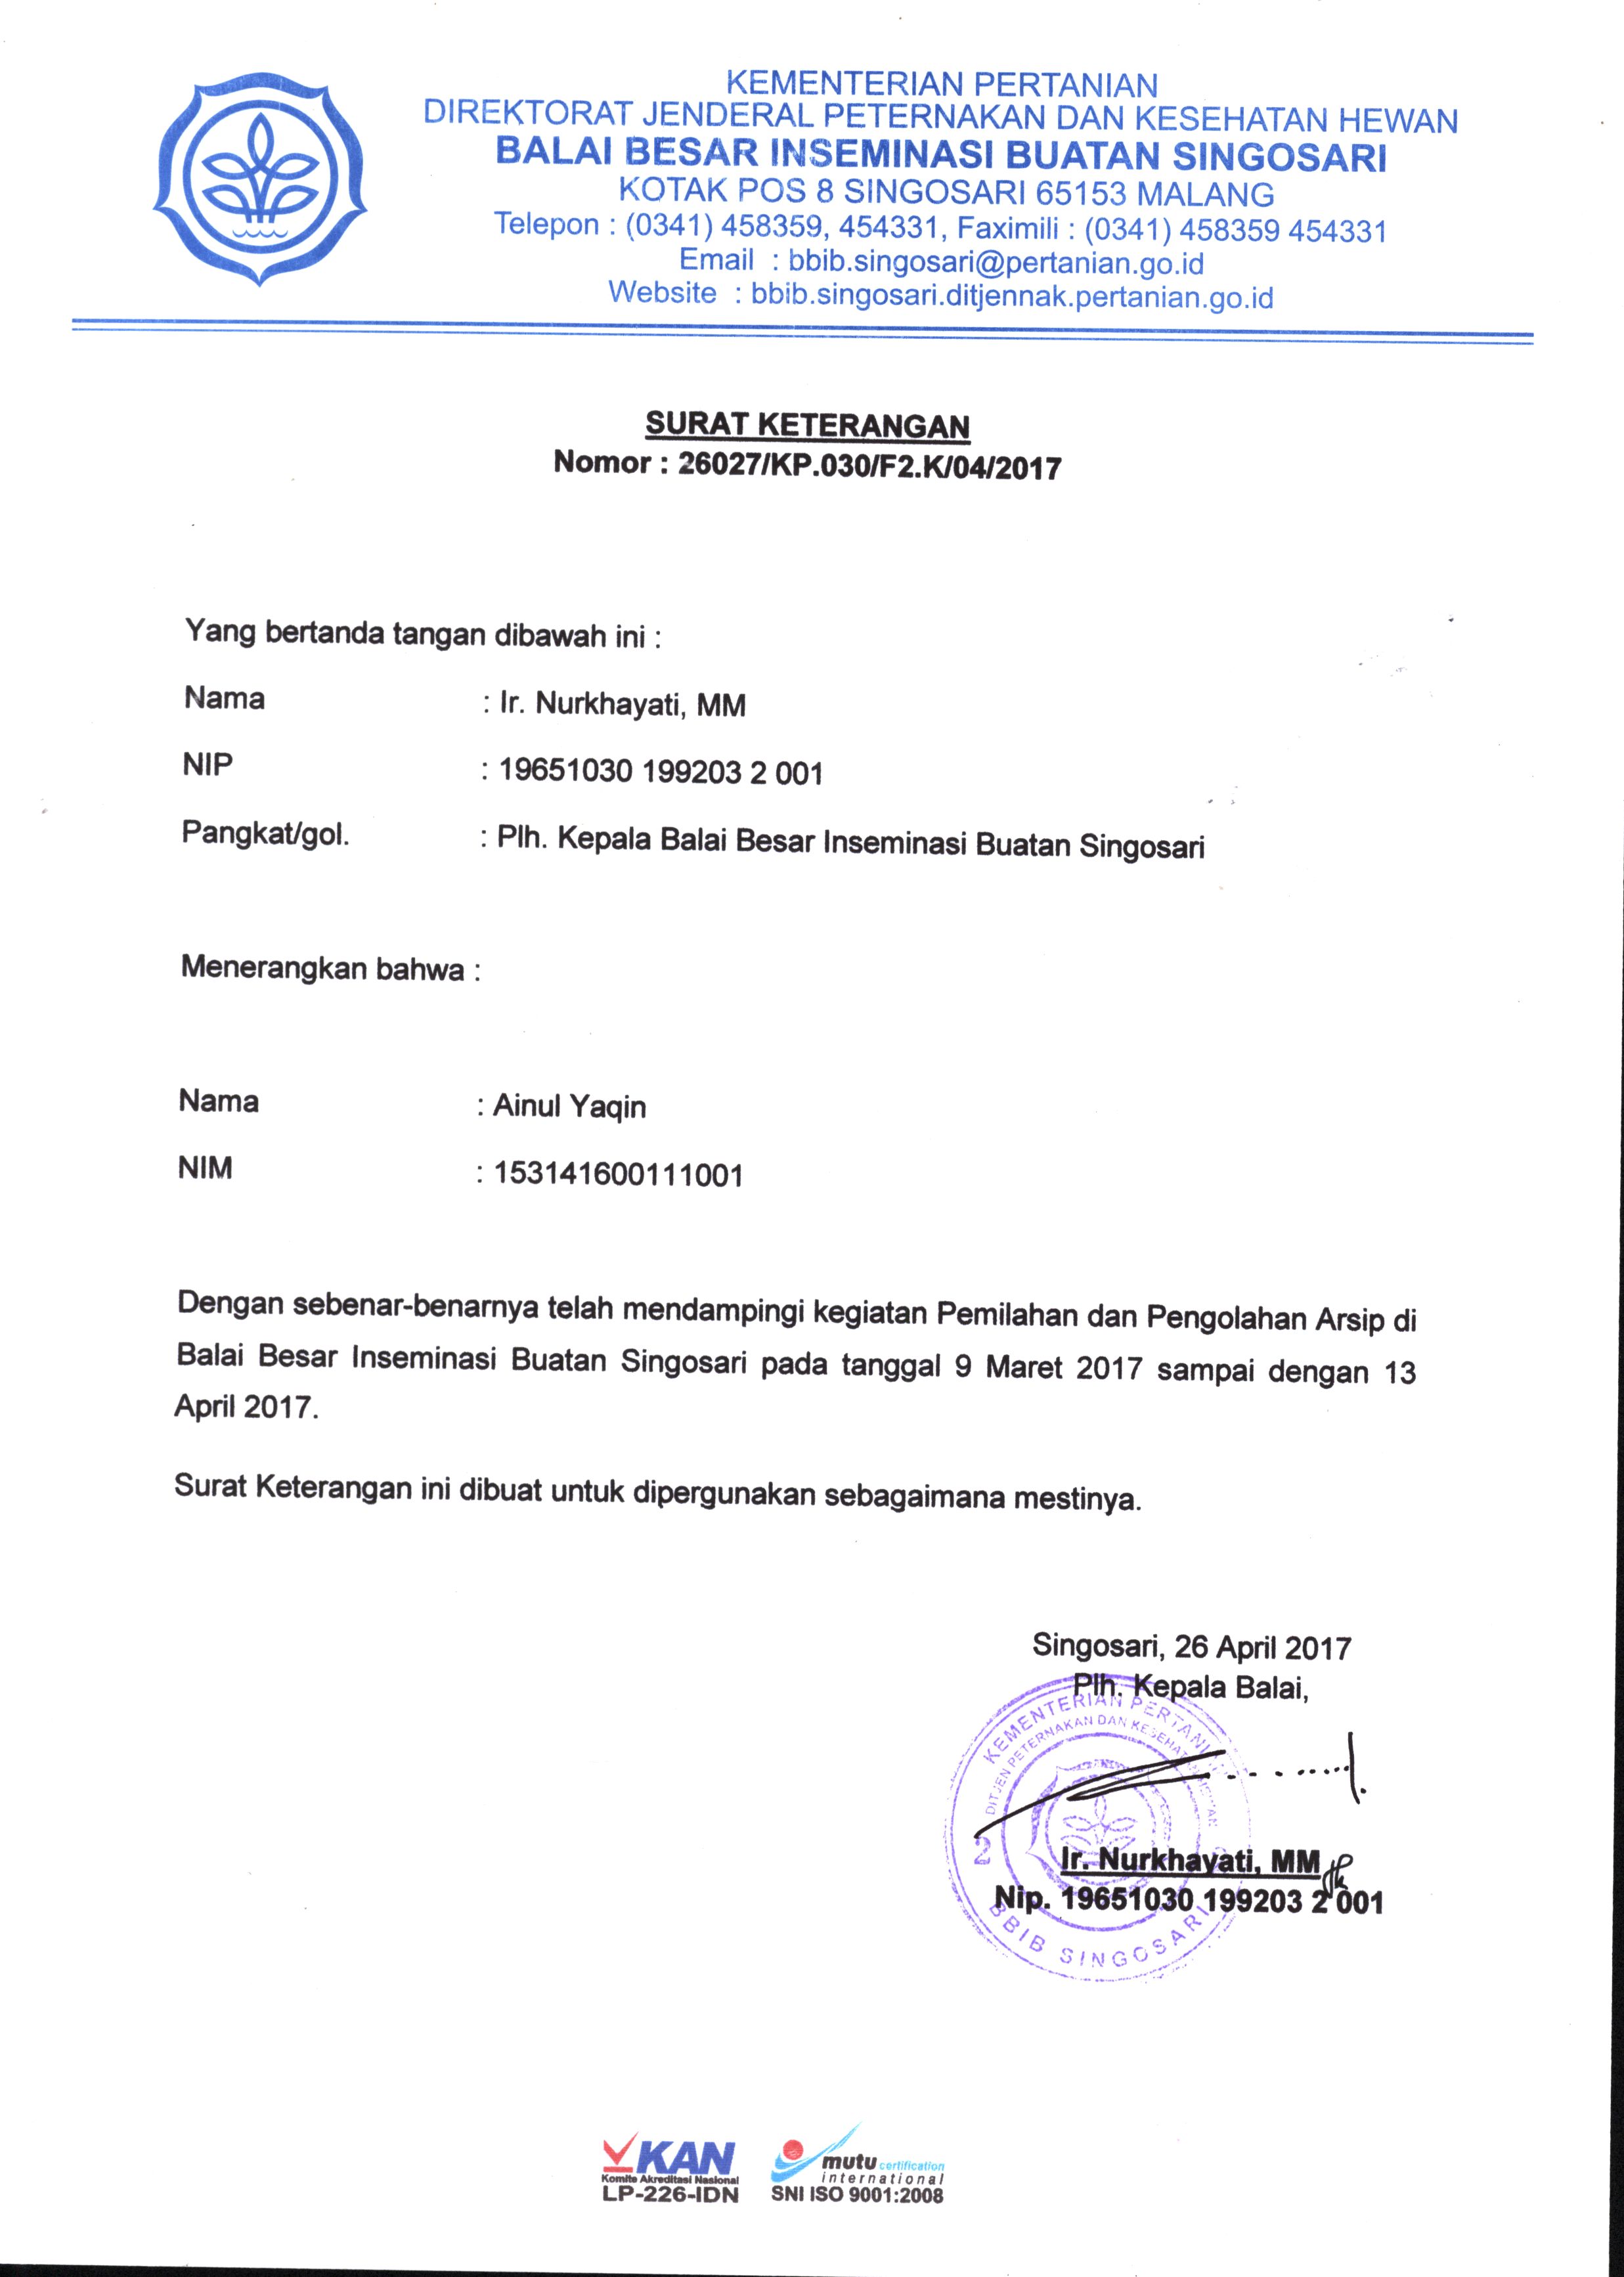 KEMENTERIAN PERTANIAN
DIREKTORAT JENDERAL PETERNAKAN DAN KESEHATAN HEWAN
BALAI BESAR INSEMINASI BUATAN SINGOSARI
KOTAK POS 8 SINGOSARI 65153 MALANG
Telepon : (0341) 458359, 454331, Faximili : (0341) 458359 454331
Email : bbib.singosari@pertanian.go.id
Website : bbib.singosari.ditjennak.pertanian.go.id
SURAT KETERANGAN
Nomor : 26027/KP.030/F2.K/04/2017
Yang bertanda tangan dibawah ini :
Nama : Ir. Nurkhayati, MM
NIP : 19651030 199203 2 001
Pangkat/gol. : Plh. Kepala Balai Besar Inseminasi Buatan Singosari
Menerangkan bahwa :
Nama : Ainul Yaqin
NIM : 153141600111001
Dengan sebenar-benarnya telah mendampingi kegiatan Pemilahan dan Pengolahan Arsip di
Balai Besar Inseminasi Buatan Singosari pada tanggal 9 Maret 2017 sampai dengan 13
April 2017.
Surat Keterangan ini dibuat untuk dipergunakan sebagaimana mestinya.
Singosari, 26 April 2017
Plh. Kepala Balai,
KEMENTERIAN PERTANIAN
DITJEN PETERNAKAN DAN KESEHATAN HEWAN
2
BBIB SINGOSARI
Ir. Nurkhayati, MM
Nip. 19651030 199203 2 001
KAN
Komite Akreditasi Nasional
LP-226-IDN
mutu certification
international
SNI ISO 9001:2008